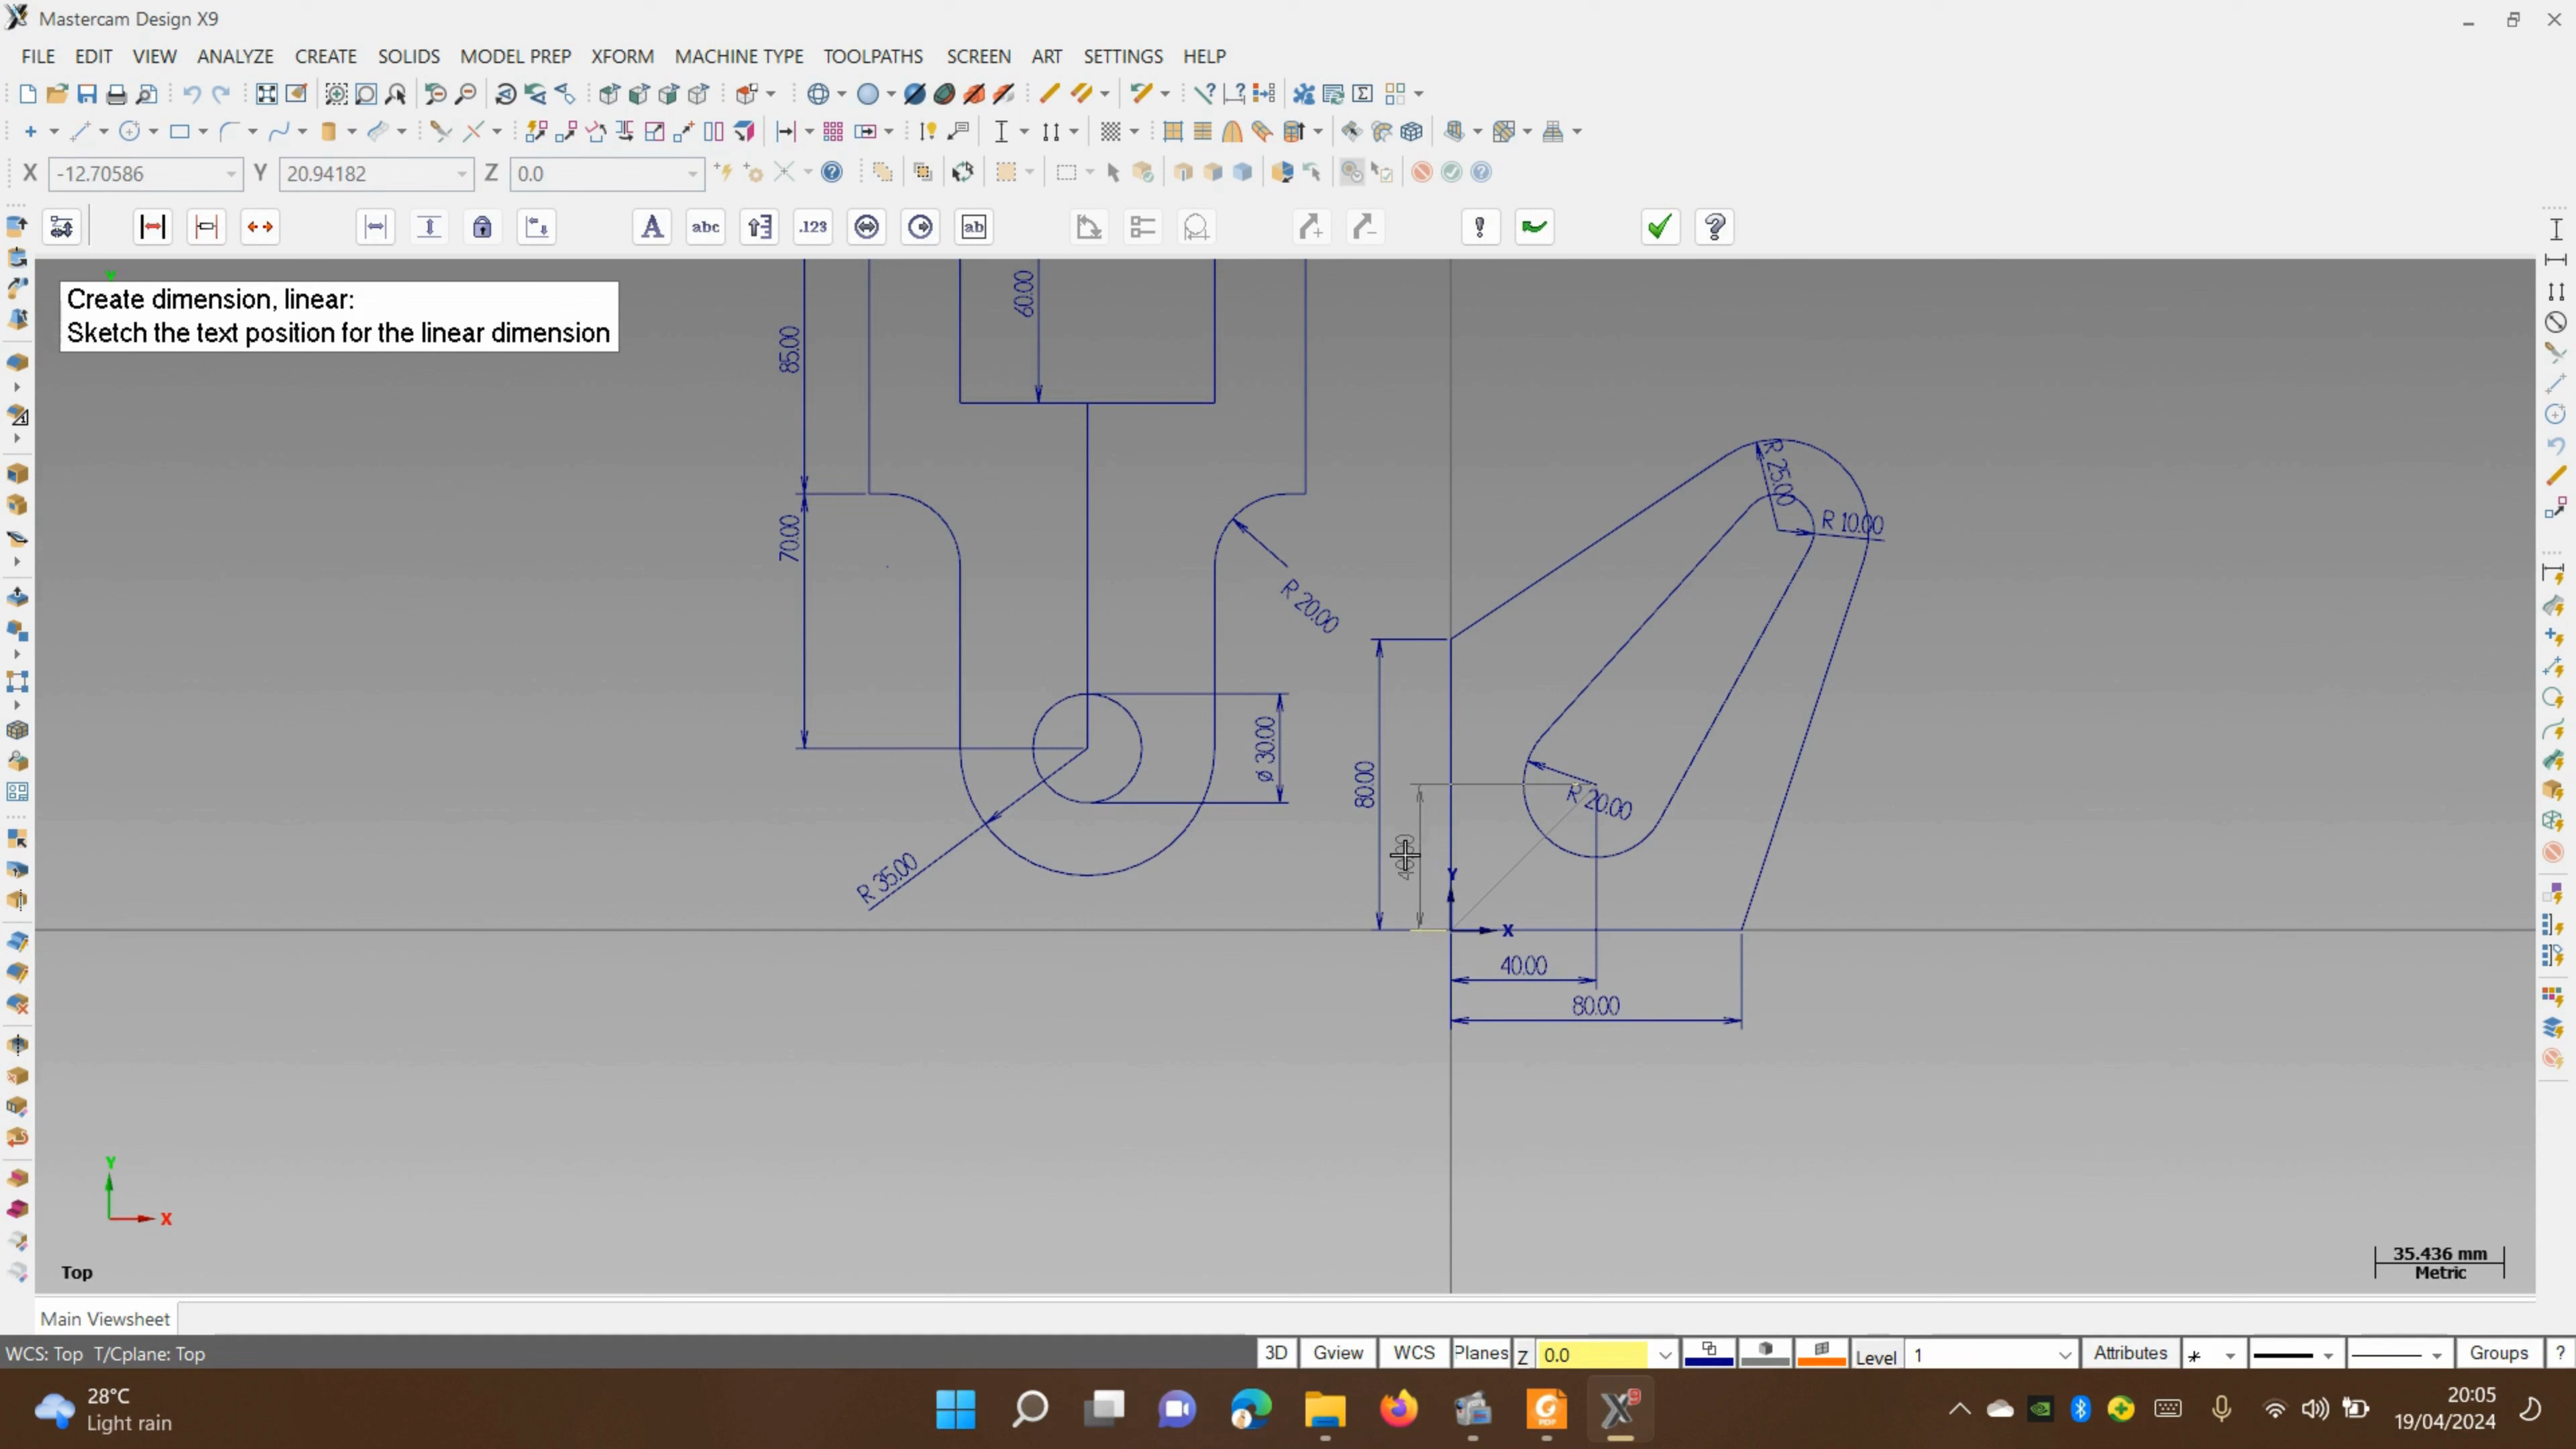 Mastercam Design X9
FILE EDIT VIEW ANALYZE CREATE SOLIDS MODEL PREP XFORM MACHINE TYPE TOOLPATHS SCREEN ART SETTINGS HELP
X -12.70586 Y 20.94182 Z 0.0
A abc .123 ab
Create dimension, linear:
Sketch the text position for the linear dimension
60.00
85.00
70.00
R 20.00
ø 30.00
R 35.00
R 25.00
R 10.00
80.00
R 20.00
Y
X
40.00
80.00
Y
X
Top
35.436 mm
Metric
Main Viewsheet
WCS: Top T/Cplane: Top
3D Gview WCS Planes Z 0.0 Level 1 Attributes Groups ?
28°C
Light rain
20:05
19/04/2024